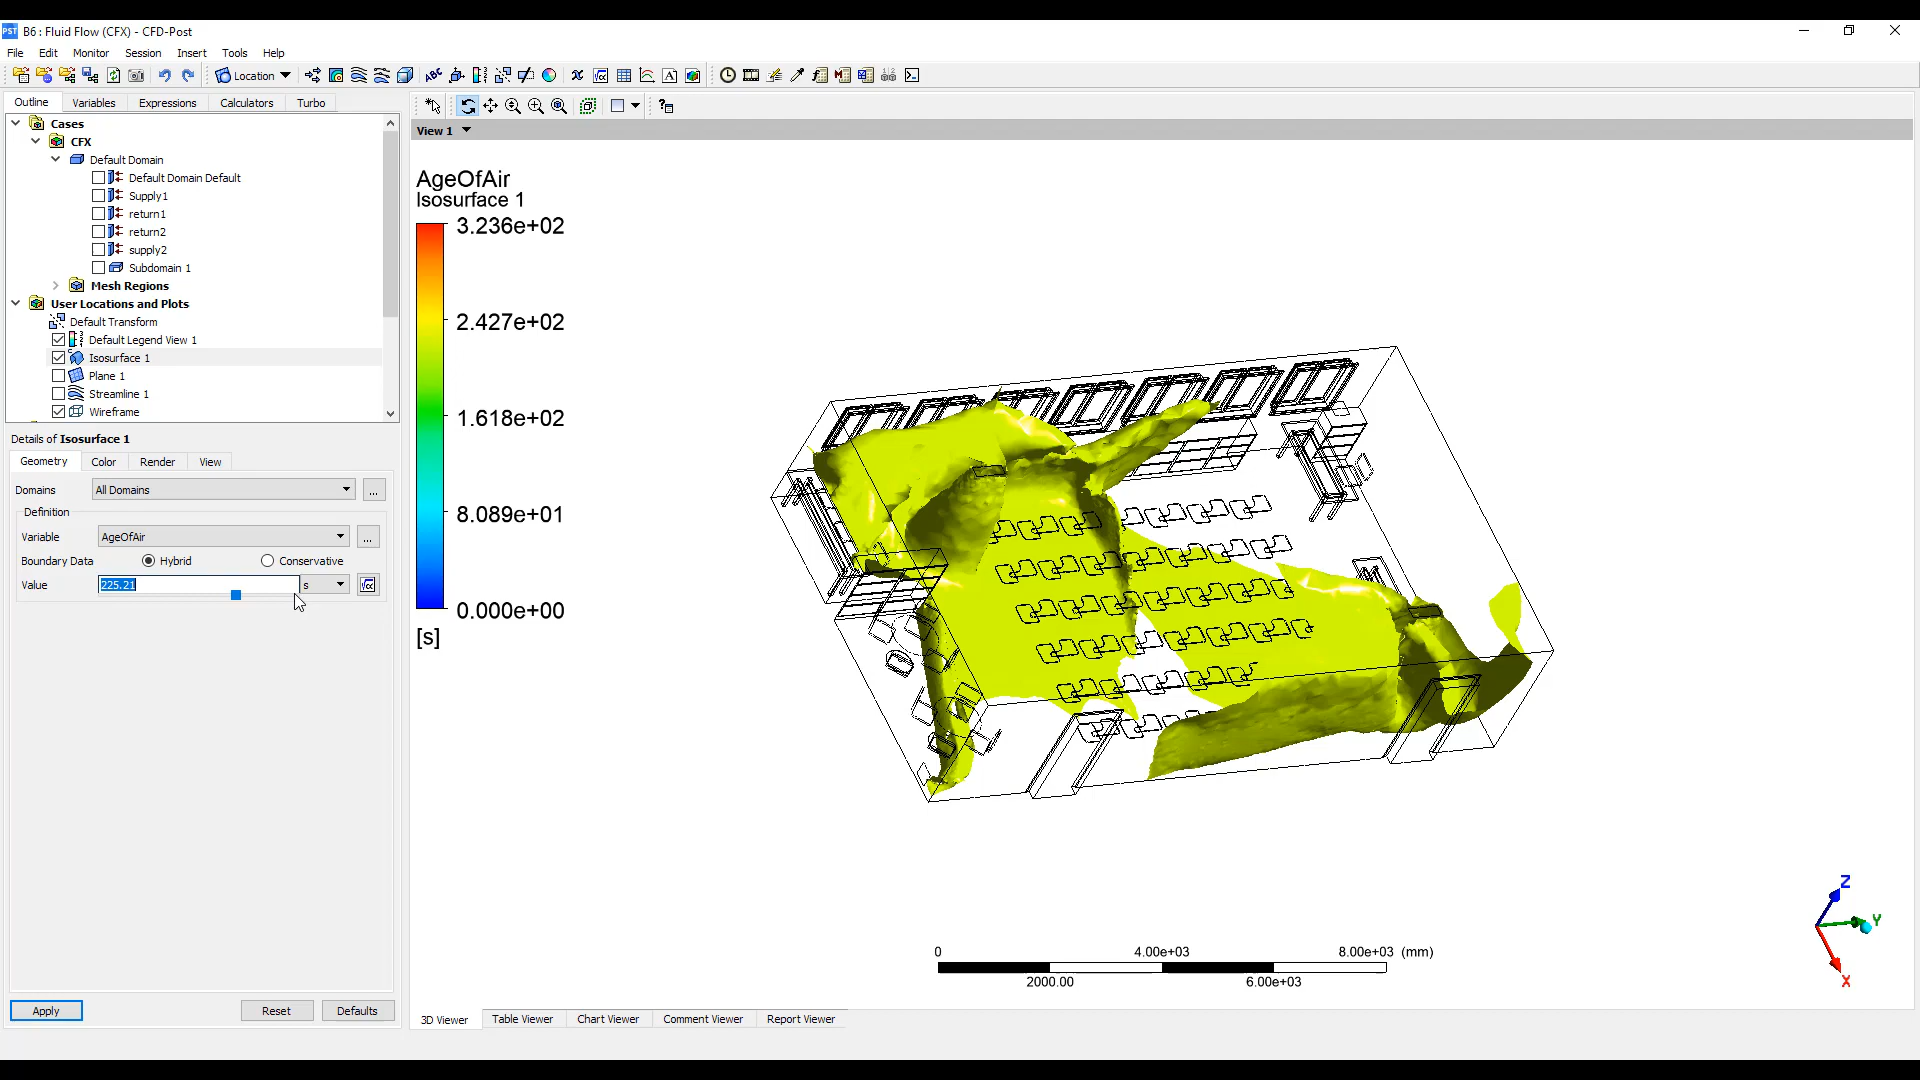 PST B6 : Fluid Flow (CFX) - CFD-Post
File Edit Monitor Session Insert Tools Help
Location
Outline Variables Expressions Calculators Turbo
View 1
Cases
CFX
Default Domain
Default Domain Default
Supply1
return1
return2
supply2
Subdomain 1
Mesh Regions
User Locations and Plots
Default Transform
Default Legend View 1
Isosurface 1
Plane 1
Streamline 1
Wireframe
Details of Isosurface 1
Geometry Color Render View
Domains All Domains ...
Definition
Variable AgeOfAir ...
Boundary Data Hybrid Conservative
Value 225.21 s
Apply Reset Defaults
AgeOfAir
Isosurface 1
3.236e+02
2.427e+02
1.618e+02
8.089e+01
0.000e+00
[s]
0 4.00e+03 8.00e+03 (mm)
2000.00 6.00e+03
Z
Y
X
3D Viewer Table Viewer Chart Viewer Comment Viewer Report Viewer